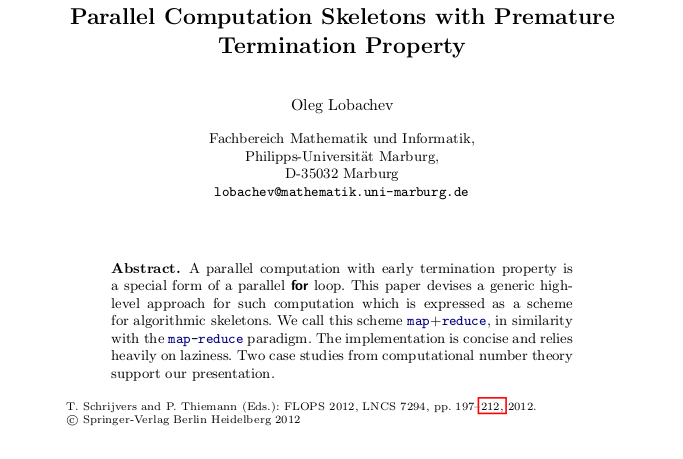 Parallel Computation Skeletons with Premature
Termination Property
Oleg Lobachev
Fachbereich Mathematik und Informatik,
Philipps-Universität Marburg,
D-35032 Marburg
lobachev@mathematik.uni-marburg.de
Abstract. A parallel computation with early termination property is
a special form of a parallel for loop. This paper devises a generic high-
level approach for such computation which is expressed as a scheme
for algorithmic skeletons. We call this scheme map+reduce, in similarity
with the map-reduce paradigm. The implementation is concise and relies
heavily on laziness. Two case studies from computational number theory
support our presentation.
T. Schrijvers and P. Thiemann (Eds.): FLOPS 2012, LNCS 7294, pp. 197–212, 2012.
© Springer-Verlag Berlin Heidelberg 2012